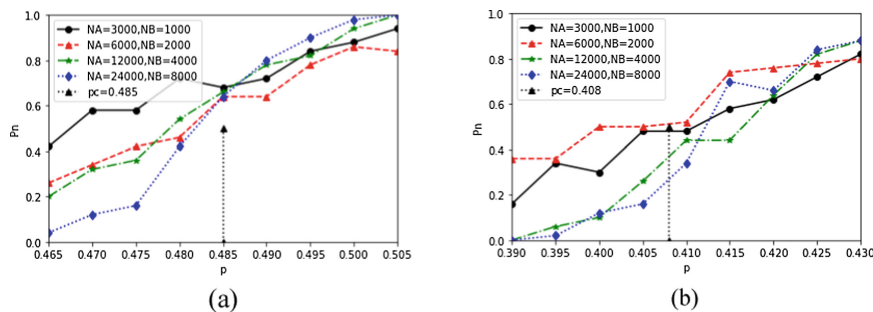 1.0
0.8
0.6
0.4
0.2
0.0
Pn
NA=3000,NB=1000
NA=6000,NB=2000
NA=12000,NB=4000
NA=24000,NB=8000
pc=0.485
0.465 0.470 0.475 0.480 0.485 0.490 0.495 0.500 0.505
p
(a)
1.0
0.8
0.6
0.4
0.2
0.0
Pn
NA=3000,NB=1000
NA=6000,NB=2000
NA=12000,NB=4000
NA=24000,NB=8000
pc=0.408
0.390 0.395 0.400 0.405 0.410 0.415 0.420 0.425 0.430
p
(b)